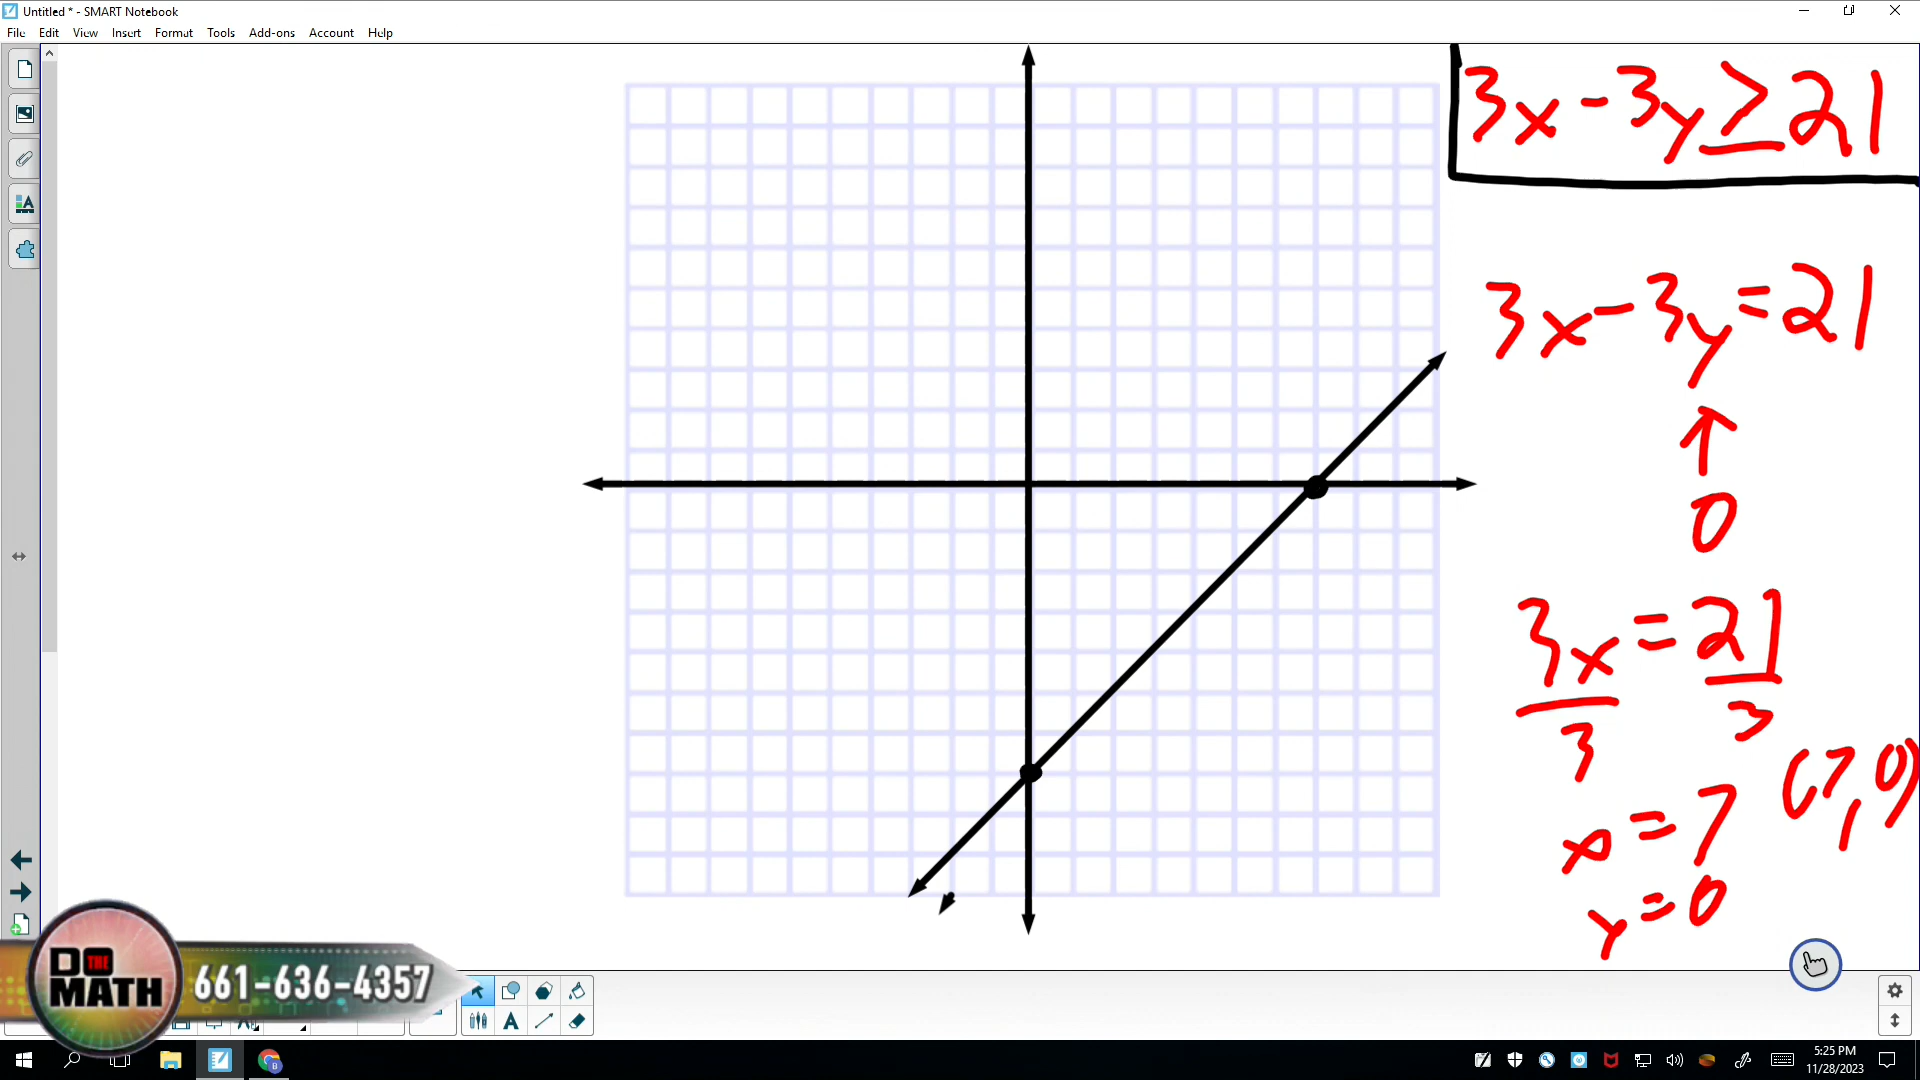 Untitled * - SMART Notebook
File Edit View Insert Format Tools Add-ons Account Help
3x-3y≥21
3x-3y=21
↑
0
3x=21
3 3
x=7 (7,0)
y=0
DO THE MATH 661-636-4357
5:25 PM
11/28/2023